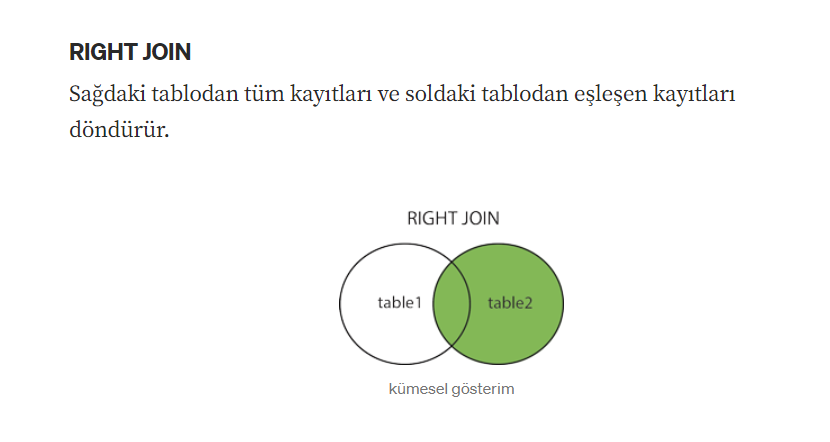 RIGHT JOIN
Sağdaki tablodan tüm kayıtları ve soldaki tablodan eşleşen kayıtları
döndürür.
RIGHT JOIN
table1
table2
kümesel gösterim